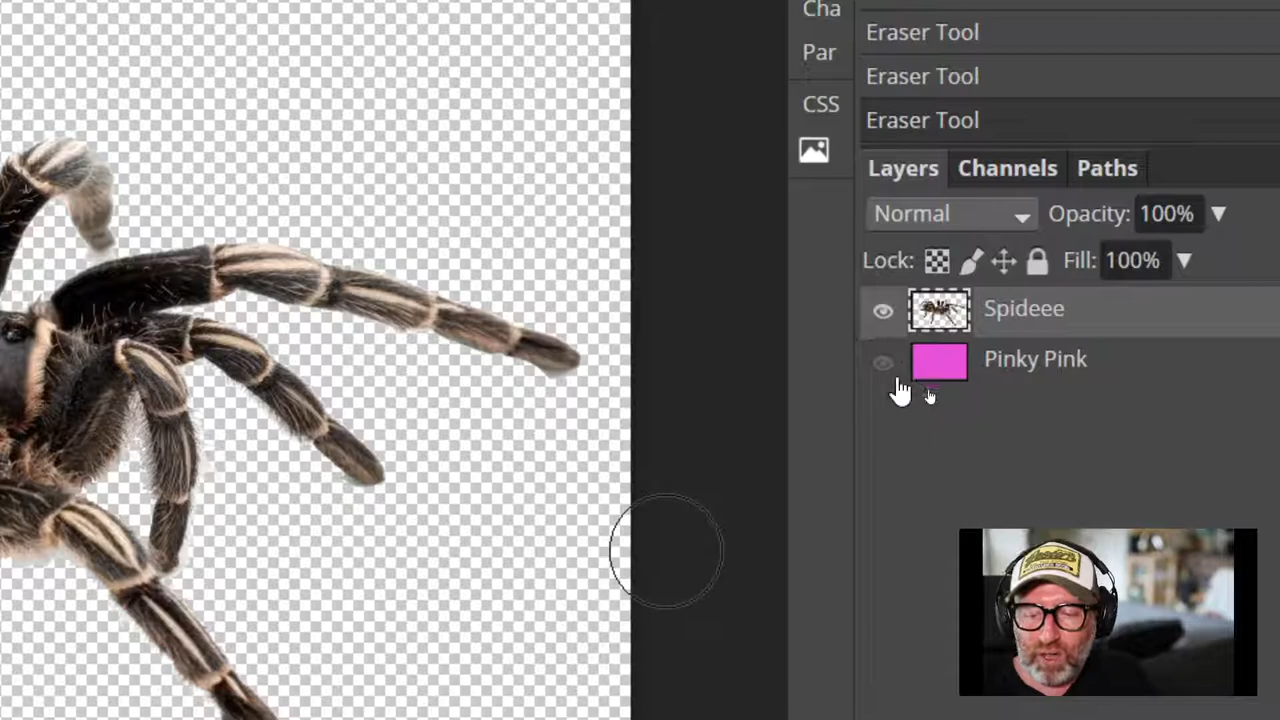 Cha
Par
CSS
Eraser Tool
Eraser Tool
Eraser Tool
Layers Channels Paths
Normal Opacity: 100%
Lock: Fill: 100%
Spideee
Pinky Pink